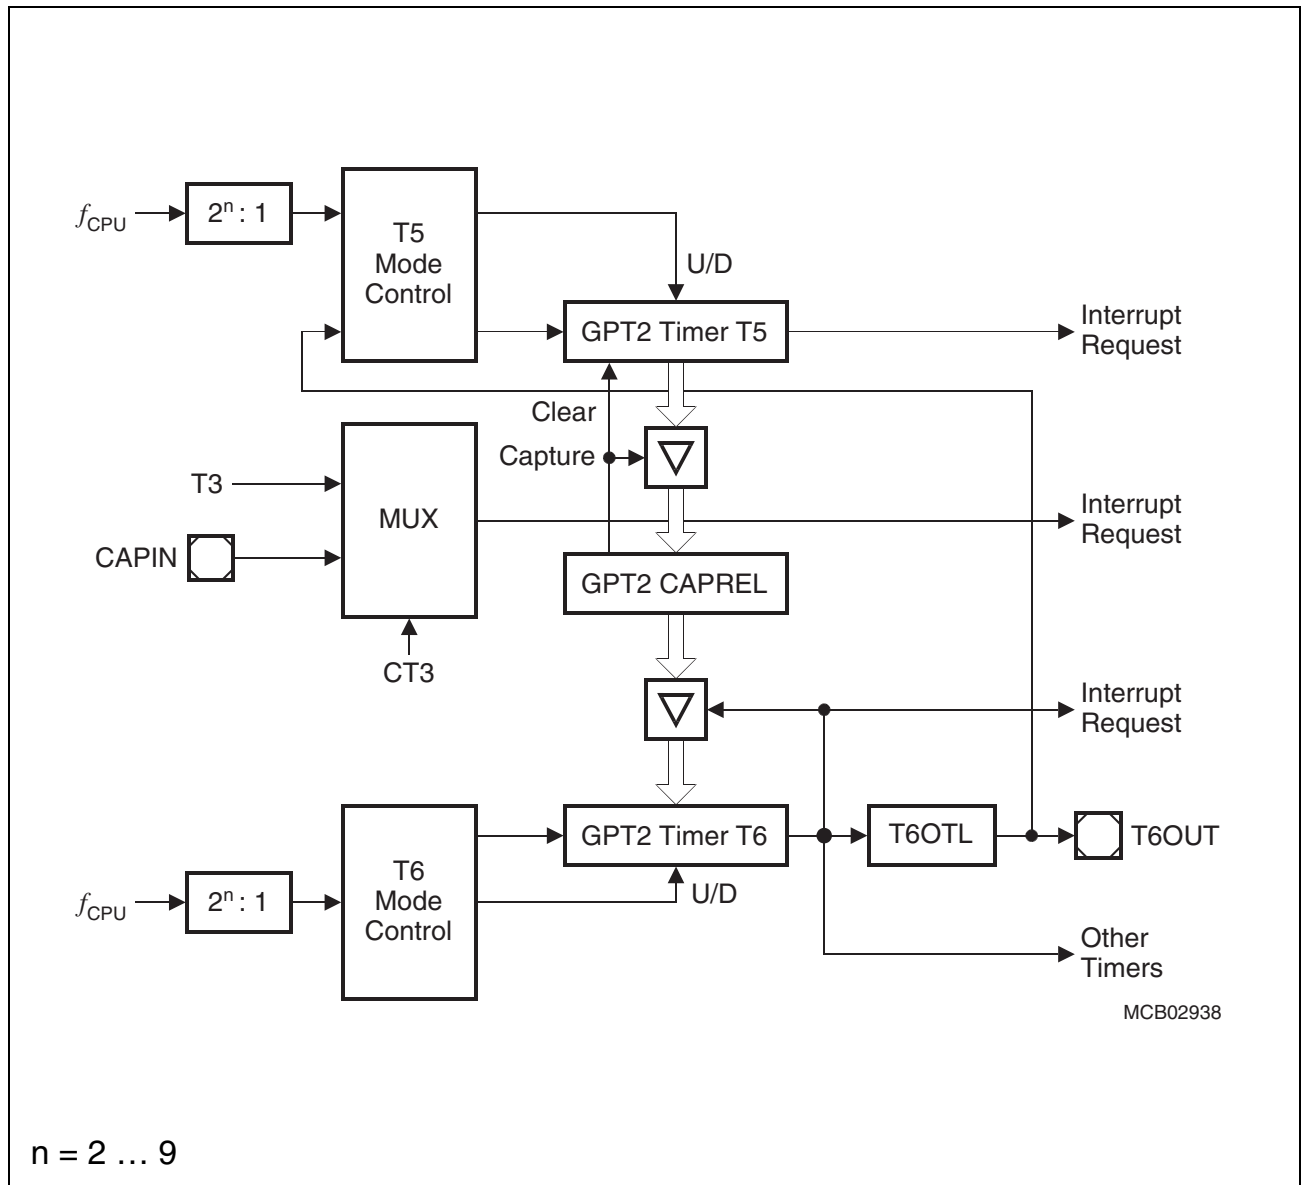 fCPU
2ⁿ : 1
T5
Mode
Control
U/D
GPT2 Timer T5
Interrupt
Request
Clear
Capture
T3
MUX
CAPIN
Interrupt
Request
GPT2 CAPREL
CT3
Interrupt
Request
GPT2 Timer T6
T6OTL
T6OUT
U/D
fCPU
2ⁿ : 1
T6
Mode
Control
Other
Timers
MCB02938
n = 2 … 9